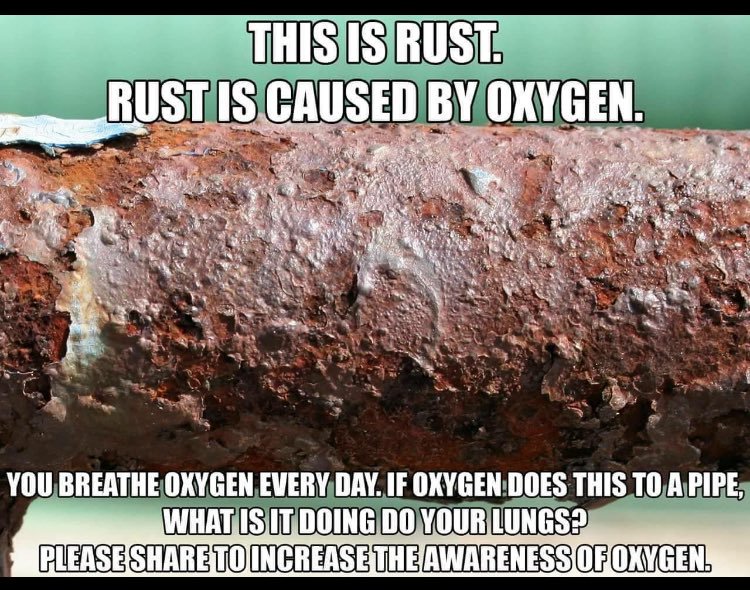 THIS IS RUST.
RUST IS CAUSED BY OXYGEN.
YOU BREATHE OXYGEN EVERY DAY. IF OXYGEN DOES THIS TO A PIPE,
WHAT IS IT DOING DO YOUR LUNGS?
PLEASE SHARE TO INCREASE THE AWARENESS OF OXYGEN.